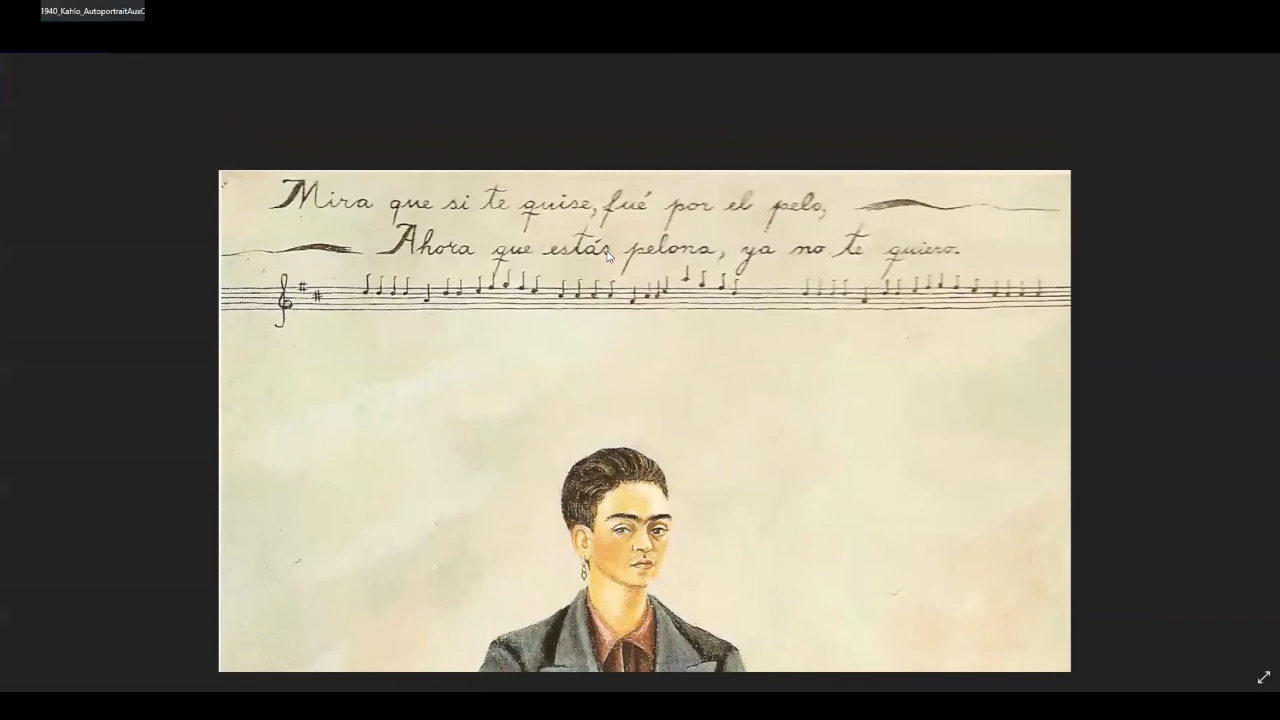 1940_Kahlo_AutoportraitAuxC
Mira que si te quise, fué por el pelo,
Ahora que estás pelona, ya no te quiero.